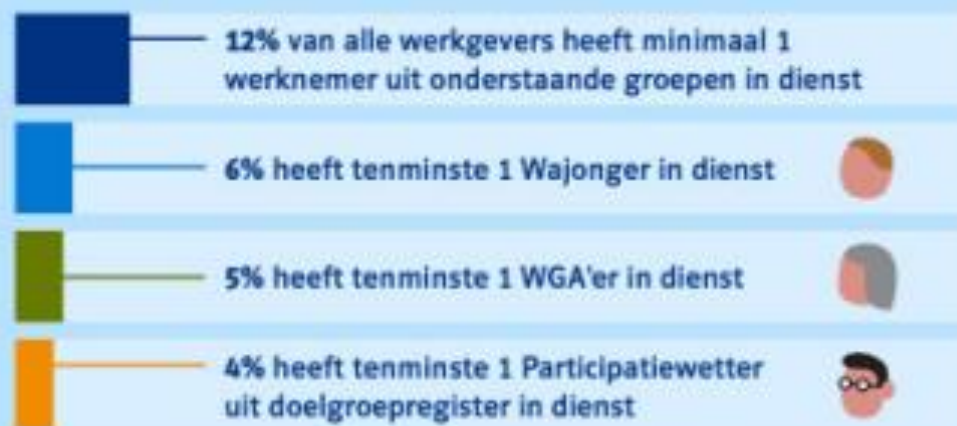 12% van alle werkgevers heeft minimaal 1
werknemer uit onderstaande groepen in dienst
6% heeft tenminste 1 Wajonger in dienst
5% heeft tenminste 1 WGA'er in dienst
4% heeft tenminste 1 Participatiewetter
uit doelgroepregister in dienst